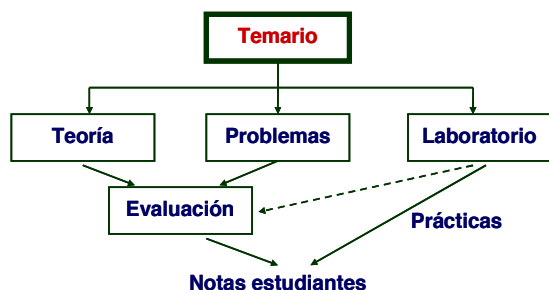 Temario
Teoría
Problemas
Laboratorio
Evaluación
Prácticas
Notas estudiantes